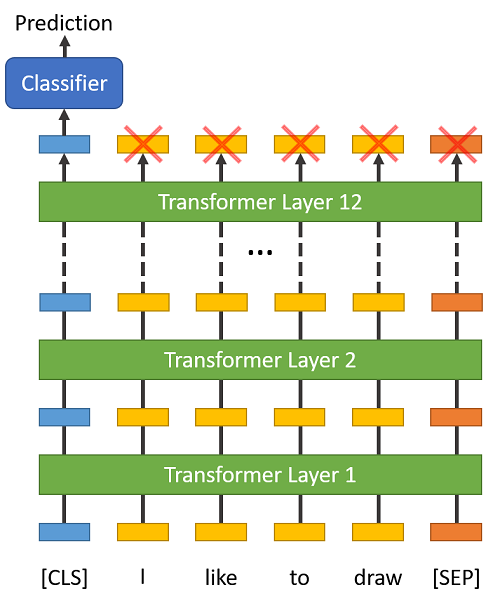 Prediction
Classifier
Transformer Layer 12
...
Transformer Layer 2
Transformer Layer 1
[CLS] I like to draw [SEP]